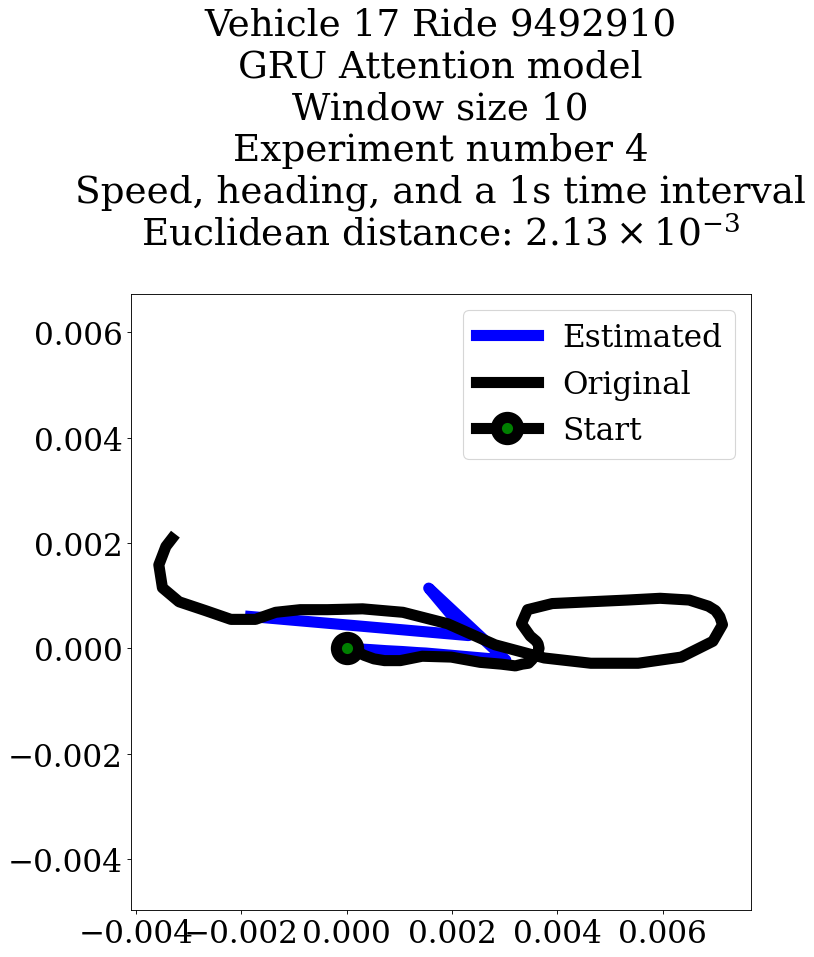 Vehicle 17 Ride 9492910
GRU Attention model
Window size 10
Experiment number 4
Speed, heading, and a 1s time interval
Euclidean distance: 2.13 × 10⁻³
Estimated
Original
Start
0.006
0.004
0.002
0.000
−0.002
−0.004
−0.004 −0.002 0.000 0.002 0.004 0.006